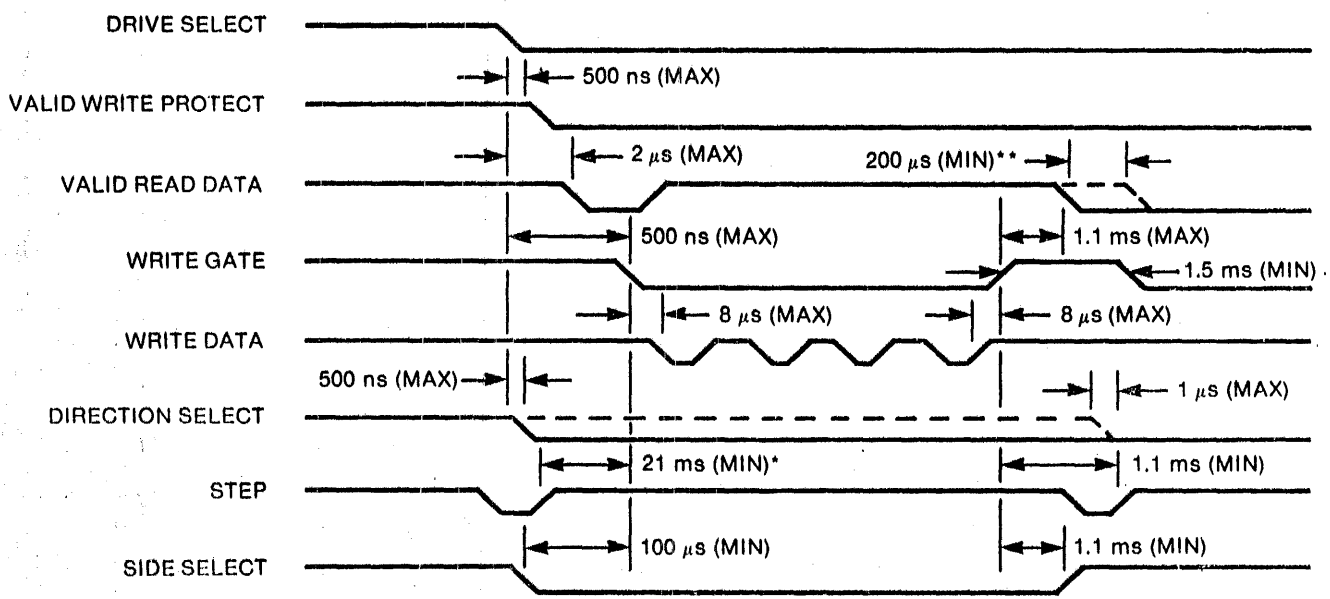 DRIVE SELECT
500 ns (MAX)
VALID WRITE PROTECT
2 μs (MAX)
200 μs (MIN)**
VALID READ DATA
500 ns (MAX)
1.1 ms (MAX)
WRITE GATE
1.5 ms (MIN)
8 μs (MAX)
8 μs (MAX)
WRITE DATA
500 ns (MAX)
1 μs (MAX)
DIRECTION SELECT
21 ms (MIN)*
1.1 ms (MIN)
STEP
100 μs (MIN)
1.1 ms (MIN)
SIDE SELECT